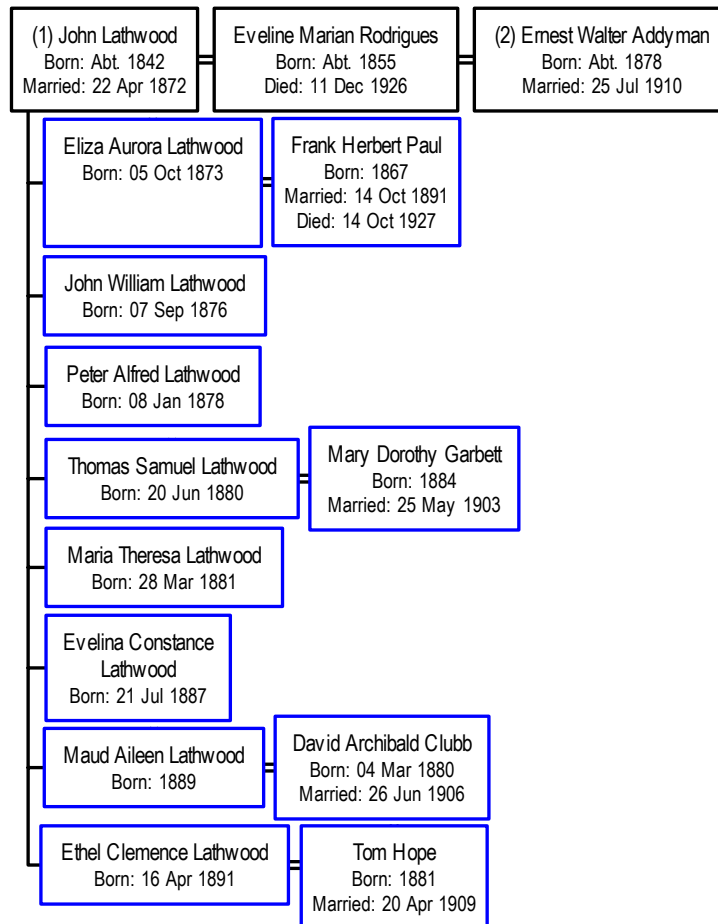 (1) John Lathwood
Born: Abt. 1842
Married: 22 Apr 1872
Eveline Marian Rodrigues
Born: Abt. 1855
Died: 11 Dec 1926
(2) Ernest Walter Addyman
Born: Abt. 1878
Married: 25 Jul 1910
Eliza Aurora Lathwood
Born: 05 Oct 1873
Frank Herbert Paul
Born: 1867
Married: 14 Oct 1891
Died: 14 Oct 1927
John William Lathwood
Born: 07 Sep 1876
Peter Alfred Lathwood
Born: 08 Jan 1878
Thomas Samuel Lathwood
Born: 20 Jun 1880
Mary Dorothy Garbett
Born: 1884
Married: 25 May 1903
Maria Theresa Lathwood
Born: 28 Mar 1881
Evelina Constance
Lathwood
Born: 21 Jul 1887
Maud Aileen Lathwood
Born: 1889
David Archibald Clubb
Born: 04 Mar 1880
Married: 26 Jun 1906
Ethel Clemence Lathwood
Born: 16 Apr 1891
Tom Hope
Born: 1881
Married: 20 Apr 1909